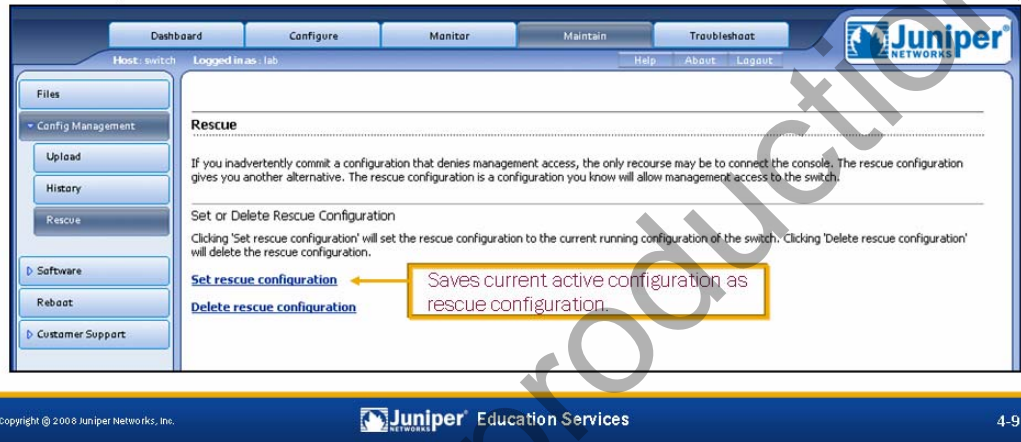 Dashboard Configure Monitor Maintain Troubleshoot
Juniper®
NETWORKS
Host: switch Logged in as: lab Help About Logout
Files
Config Management
Upload
History
Rescue
Software
Reboot
Customer Support
Rescue
If you inadvertently commit a configuration that denies management access, the only recourse may be to connect the console. The rescue configuration
gives you another alternative. The rescue configuration is a configuration you know will allow management access to the switch.
Set or Delete Rescue Configuration
Clicking 'Set rescue configuration' will set the rescue configuration to the current running configuration of the switch. Clicking 'Delete rescue configuration'
will delete the rescue configuration.
Set rescue configuration
Delete rescue configuration
Saves current active configuration as
rescue configuration.
Copyright © 2008 Juniper Networks, Inc.
Juniper® Education Services
NETWORKS
4-9
roduction